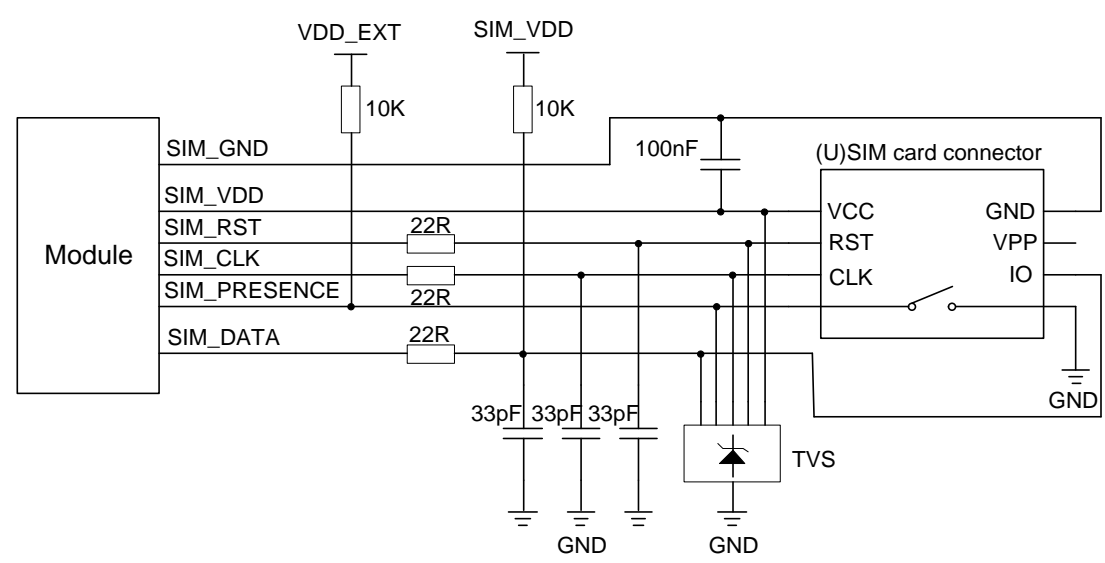 VDD_EXT
SIM_VDD
10K
10K
SIM_GND
100nF
(U)SIM card connector
SIM_VDD
VCC
GND
SIM_RST
22R
RST
VPP
Module
SIM_CLK
CLK
IO
SIM_PRESENCE
22R
SIM_DATA
22R
GND
33pF
33pF
33pF
TVS
GND
GND